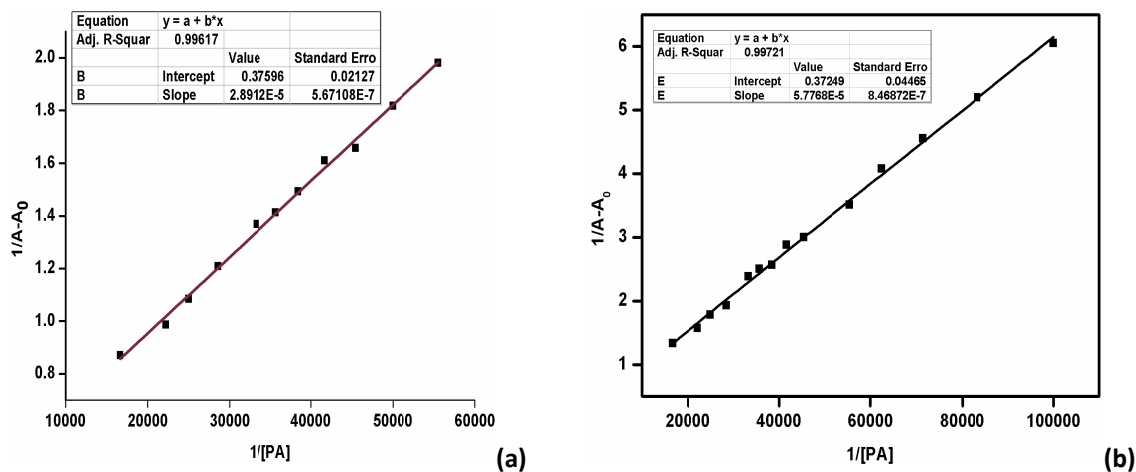 Equation y = a + b*x
Adj. R-Squar 0.99617
Value Standard Erro
B Intercept 0.37596 0.02127
B Slope 2.8912E-5 5.67108E-7
2.0
1.8
1.6
1.4
1.2
1.0
0.8
1/A-A0
10000 20000 30000 40000 50000 60000
1/[PA]
(a)
Equation y = a + b*x
Adj. R-Squar 0.99721
Value Standard Erro
E Intercept 0.37249 0.04465
E Slope 5.7768E-5 8.46872E-7
6
5
4
3
2
1
1/A-A0
20000 40000 60000 80000 100000
1/[PA]
(b)